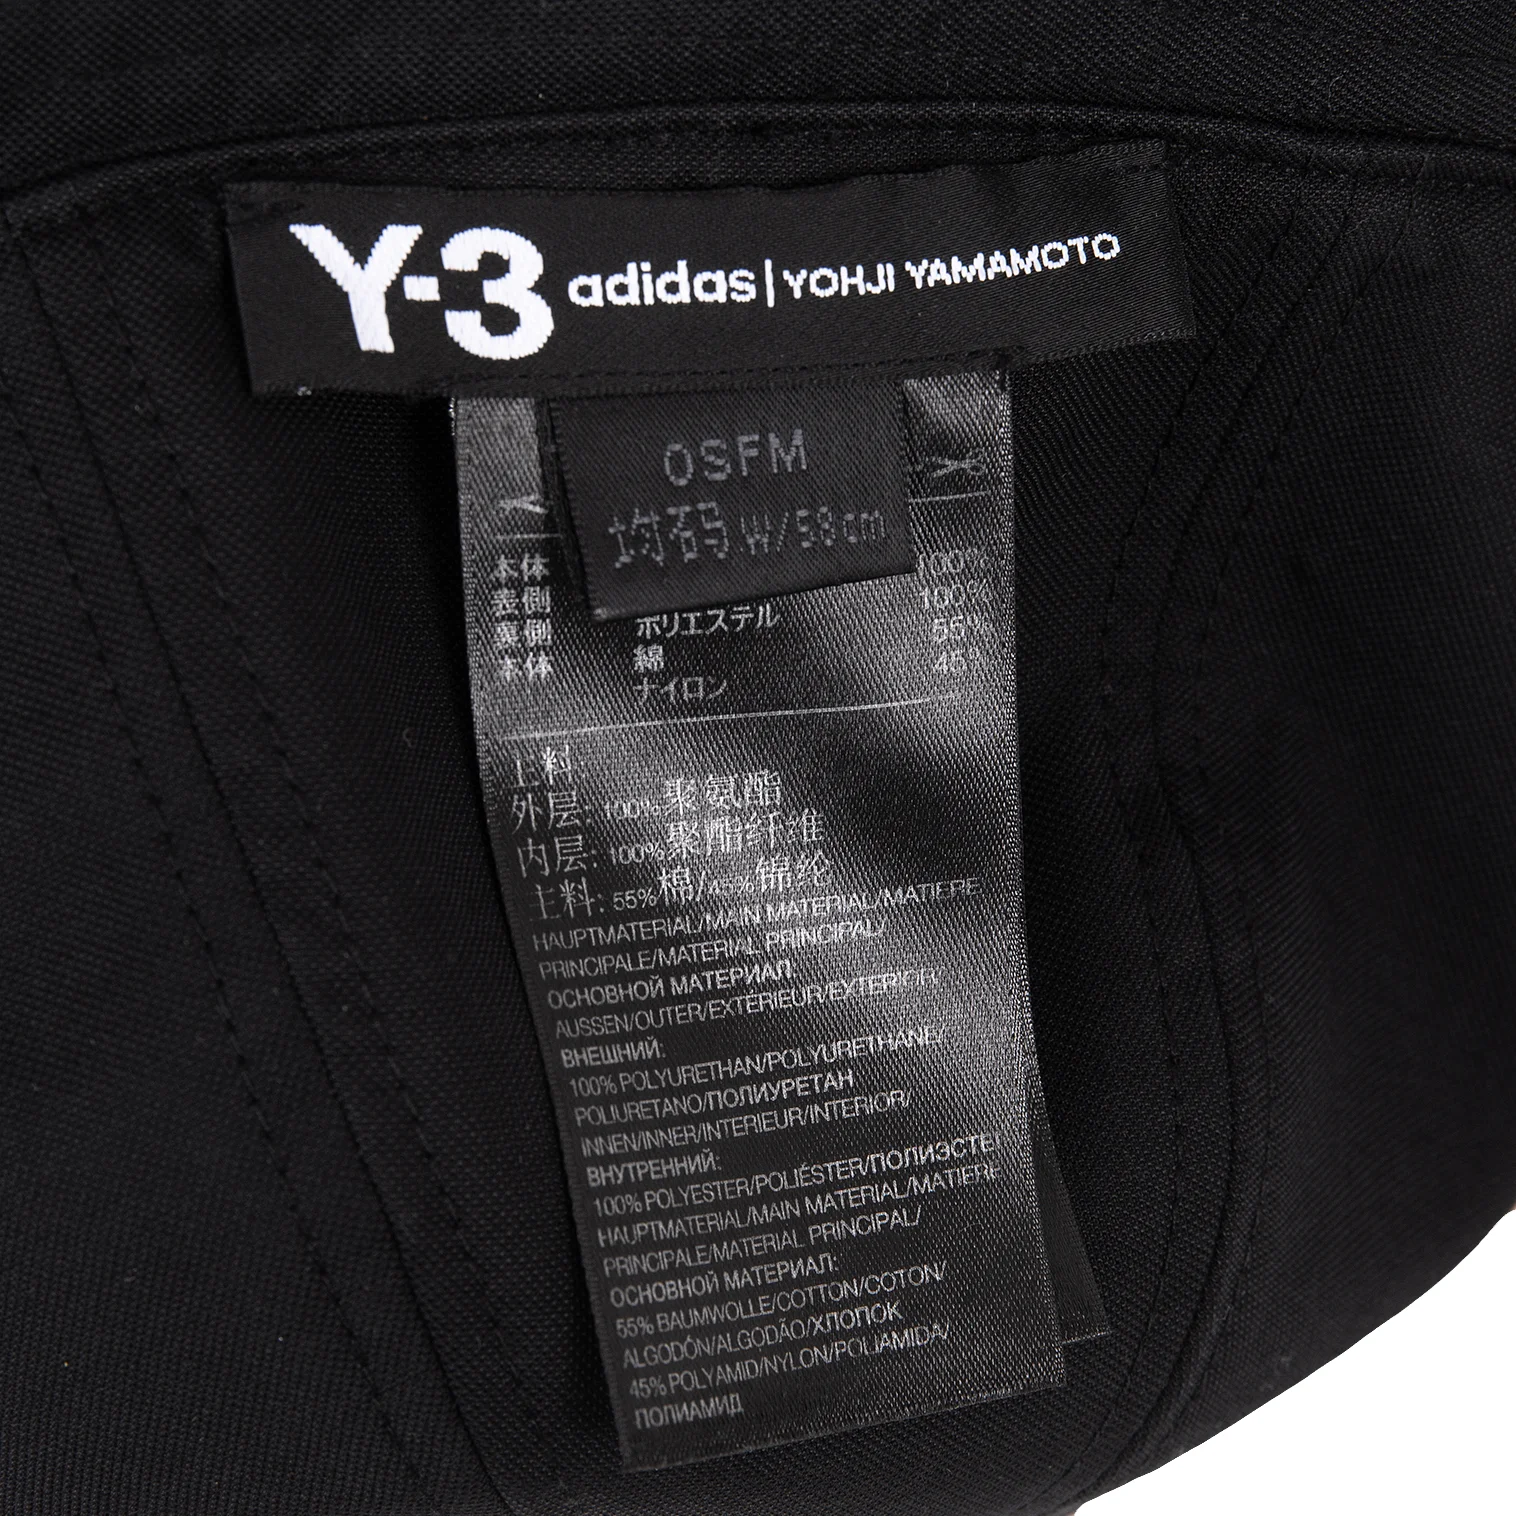 Y-3 adidas | YOHJI YAMAMOTO
OSFM
均码 W/58cm
本体
表側 100%
裏側 ポリエステル 100%
本体 綿 55%
ナイロン 45%
主料:
外层: 100%聚氨酯
内层: 100%聚酯纤维
主料: 55%棉/45%锦纶
HAUPTMATERIAL/MAIN MATERIAL/MATIERE
PRINCIPALE/MATERIAL PRINCIPAL/
ОСНОВНОЙ МАТЕРИАЛ:
AUSSEN/OUTER/EXTERIEUR/EXTERIOR/
ВНЕШНИЙ:
100% POLYURETHAN/POLYURETHANE/
POLIURETANO/ПОЛИУРЕТАН
INNEN/INNER/INTERIEUR/INTERIOR/
ВНУТРЕННИЙ:
100% POLYESTER/POLIÉSTER/ПОЛИЭСТЕ
HAUPTMATERIAL/MAIN MATERIAL/MATIERE
PRINCIPALE/MATERIAL PRINCIPAL/
ОСНОВНОЙ МАТЕРИАЛ:
55% BAUMWOLLE/COTTON/COTON/
ALGODÓN/ALGODÃO/ХЛОПОК
45% POLYAMID/NYLON/POLIAMIDA/
ПОЛИАМИД